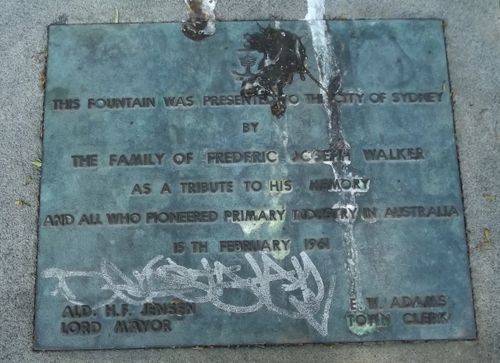 THIS FOUNTAIN WAS PRESENTED TO THE CITY OF SYDNEY
BY
THE FAMILY OF FREDERIC JOSEPH WALKER
AS A TRIBUTE TO HIS MEMORY
AND ALL WHO PIONEERED PRIMARY INDUSTRY IN AUSTRALIA
15 TH FEBRUARY 1961
ALD. H.F. JENSEN
LORD MAYOR
E. W. ADAMS
TOWN CLERK